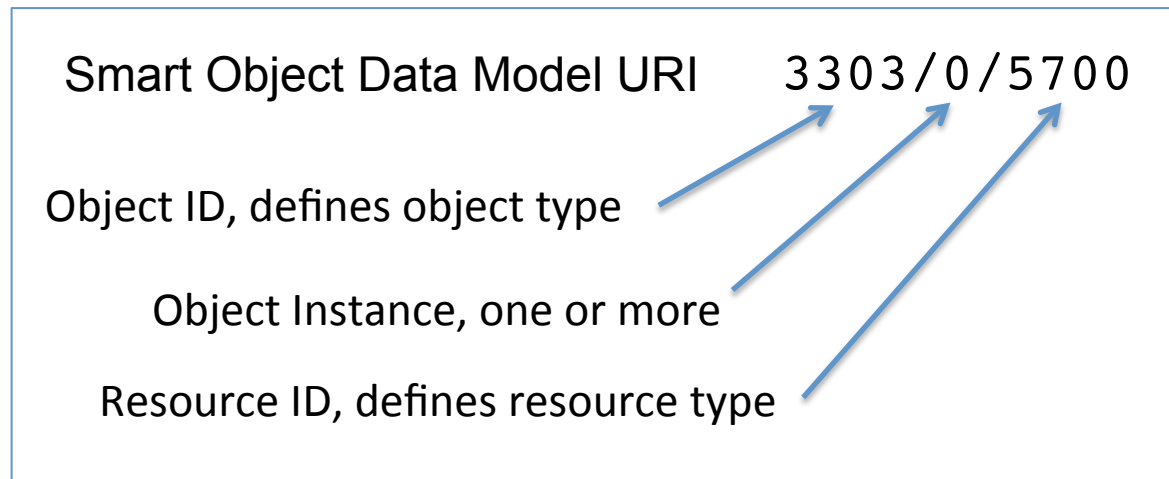 Smart Object Data Model URI 3303/0/5700
Object ID, defines object type
Object Instance, one or more
Resource ID, defines resource type